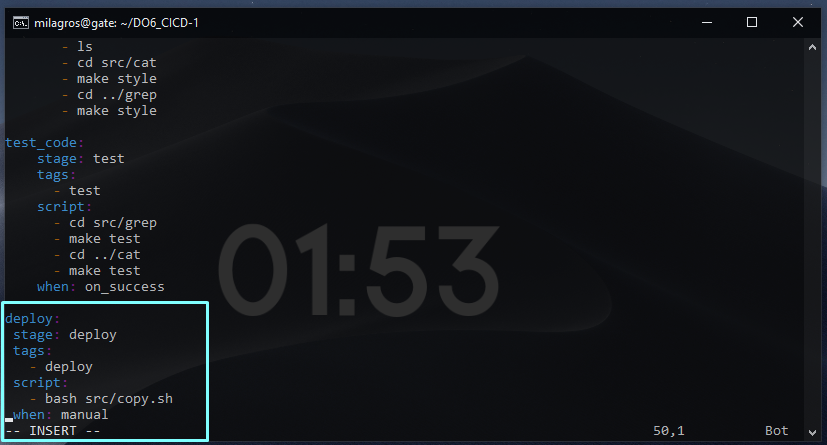 milagros@gate: ~/DO6_CICD-1
- ls
- cd src/cat
- make style
- cd ../grep
- make style
test_code:
stage: test
tags:
- test
script:
- cd src/grep
- make test
- cd ../cat
- make test
when: on_success
01:53
deploy:
stage: deploy
tags:
- deploy
script:
- bash src/copy.sh
when: manual
-- INSERT -- 50,1 Bot